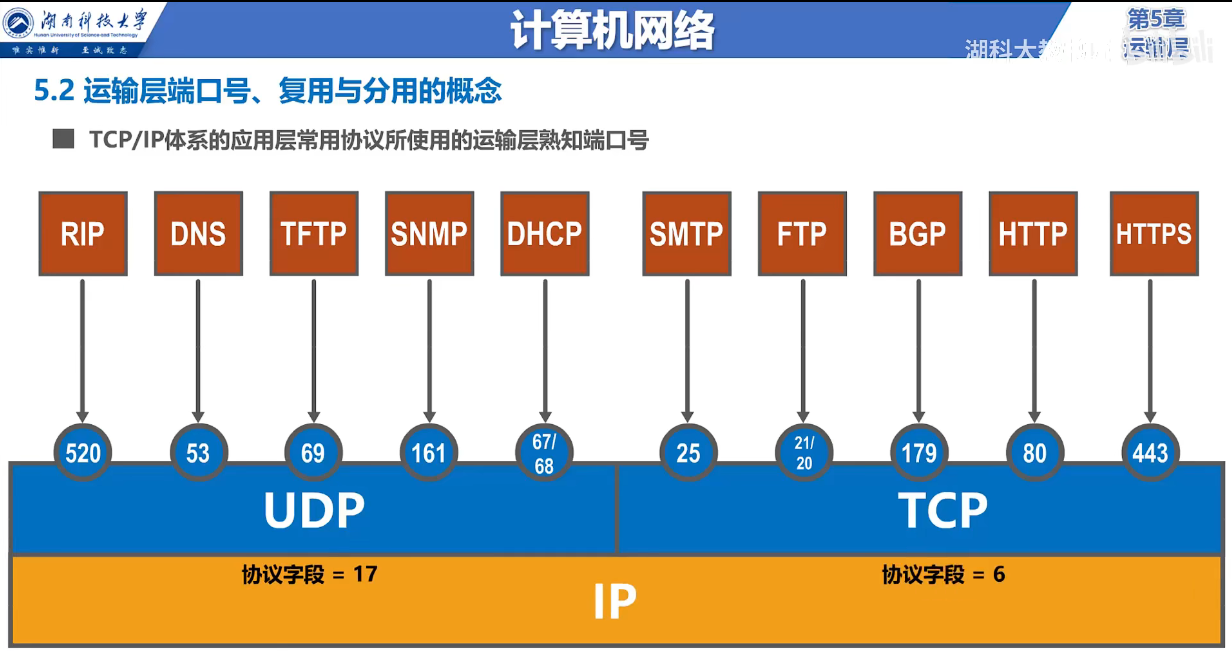 湖南科技大学
Hunan University of Science and Technology
唯实惟新 至诚致志
计算机网络
第5章
运输层
湖科大教
5.2 运输层端口号、复用与分用的概念
TCP/IP体系的应用层常用协议所使用的运输层熟知端口号
RIP DNS TFTP SNMP DHCP SMTP FTP BGP HTTP HTTPS
520 53 69 161 67/68 25 21/20 179 80 443
UDP TCP
协议字段 = 17 协议字段 = 6
IP